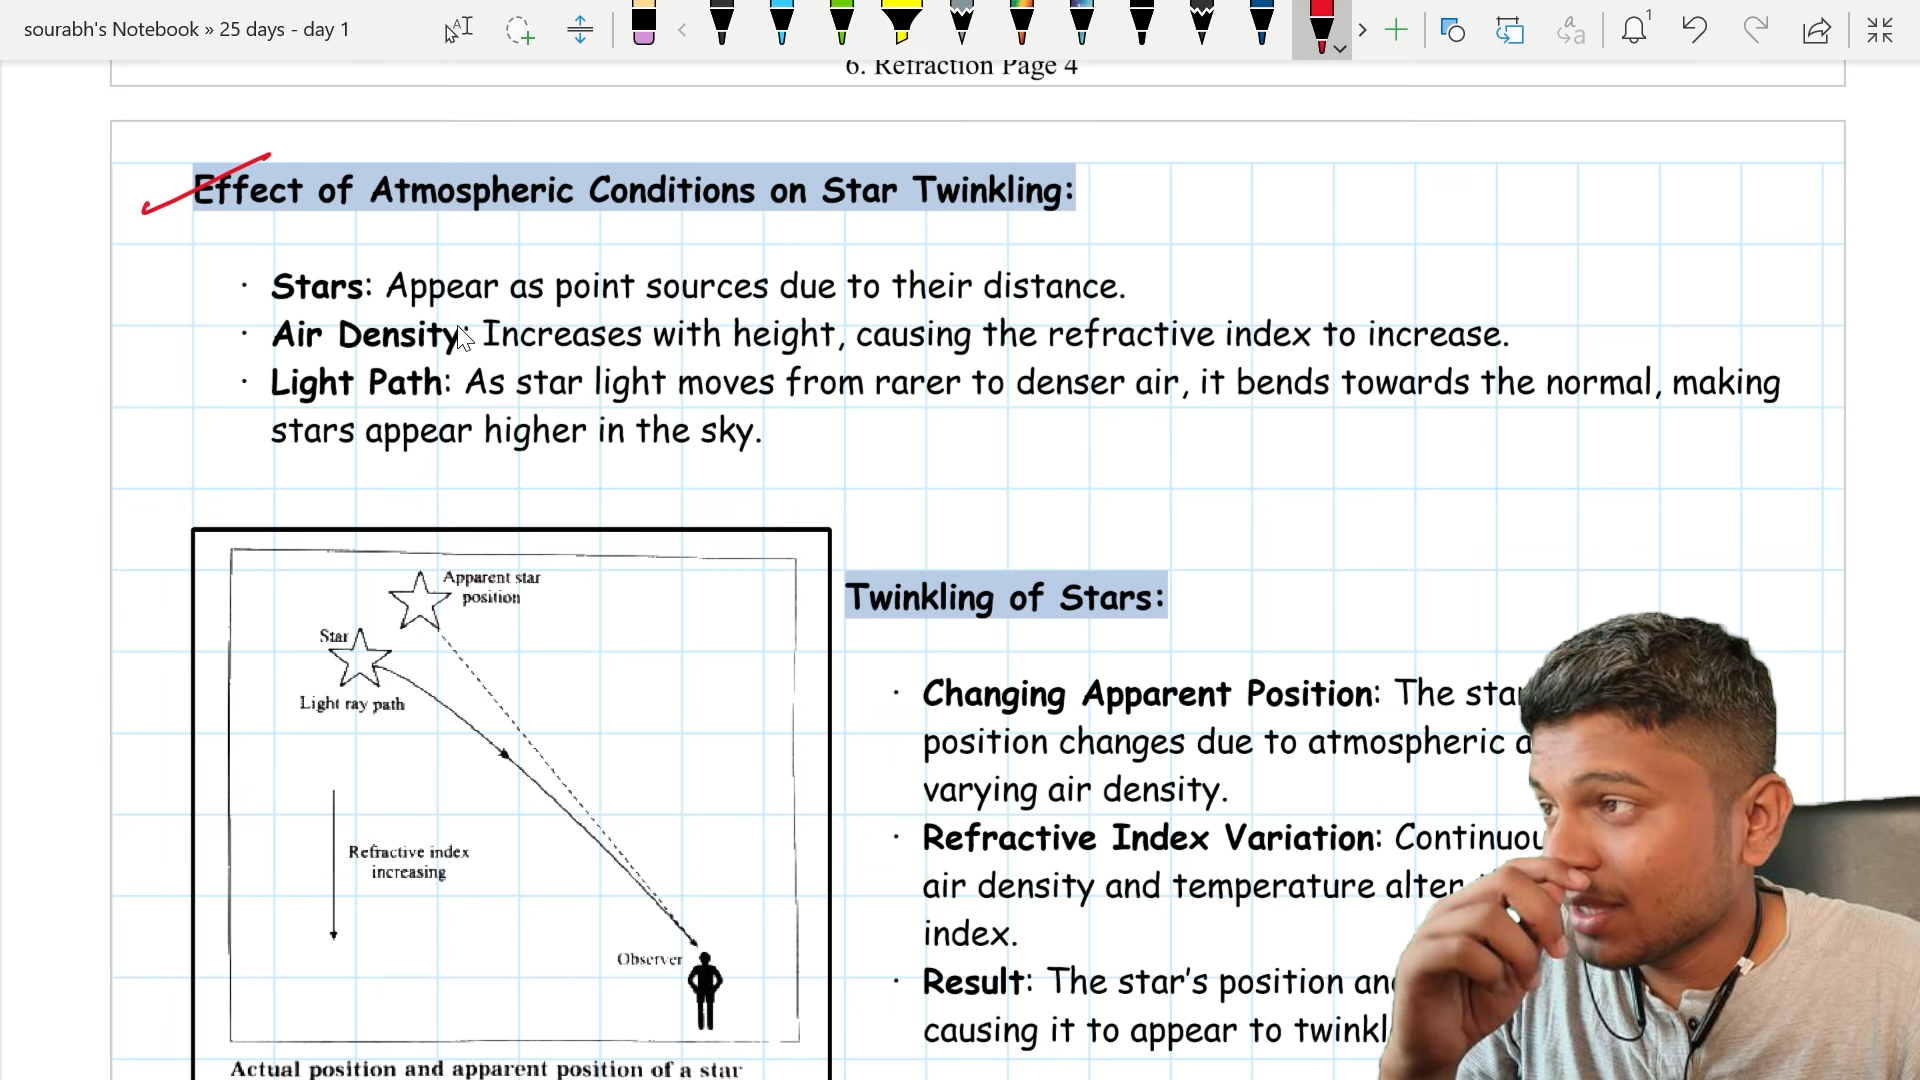 sourabh's Notebook » 25 days - day 1
6. Refraction Page 4
Effect of Atmospheric Conditions on Star Twinkling:
· Stars: Appear as point sources due to their distance.
· Air Density: Increases with height, causing the refractive index to increase.
· Light Path: As star light moves from rarer to denser air, it bends towards the normal, making
stars appear higher in the sky.
Apparent star
position
Star
Light ray path
Refractive index
increasing
Observer
Actual position and apparent position of a star
Twinkling of Stars:
· Changing Apparent Position: The
position changes due to atmospheric
varying air density.
· Refractive Index Variation:
air density and temperature alter
index.
· Result: The star's position
causing it to appear to